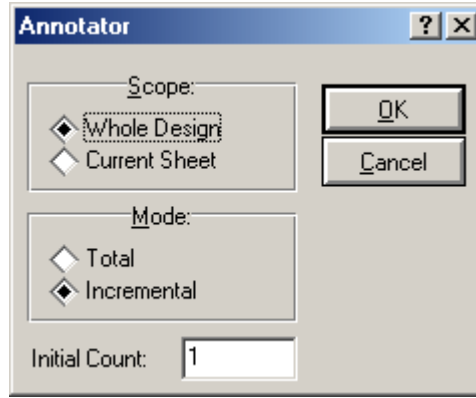 Annotator
Scope:
Whole Design
Current Sheet
OK
Cancel
Mode:
Total
Incremental
Initial Count: 1